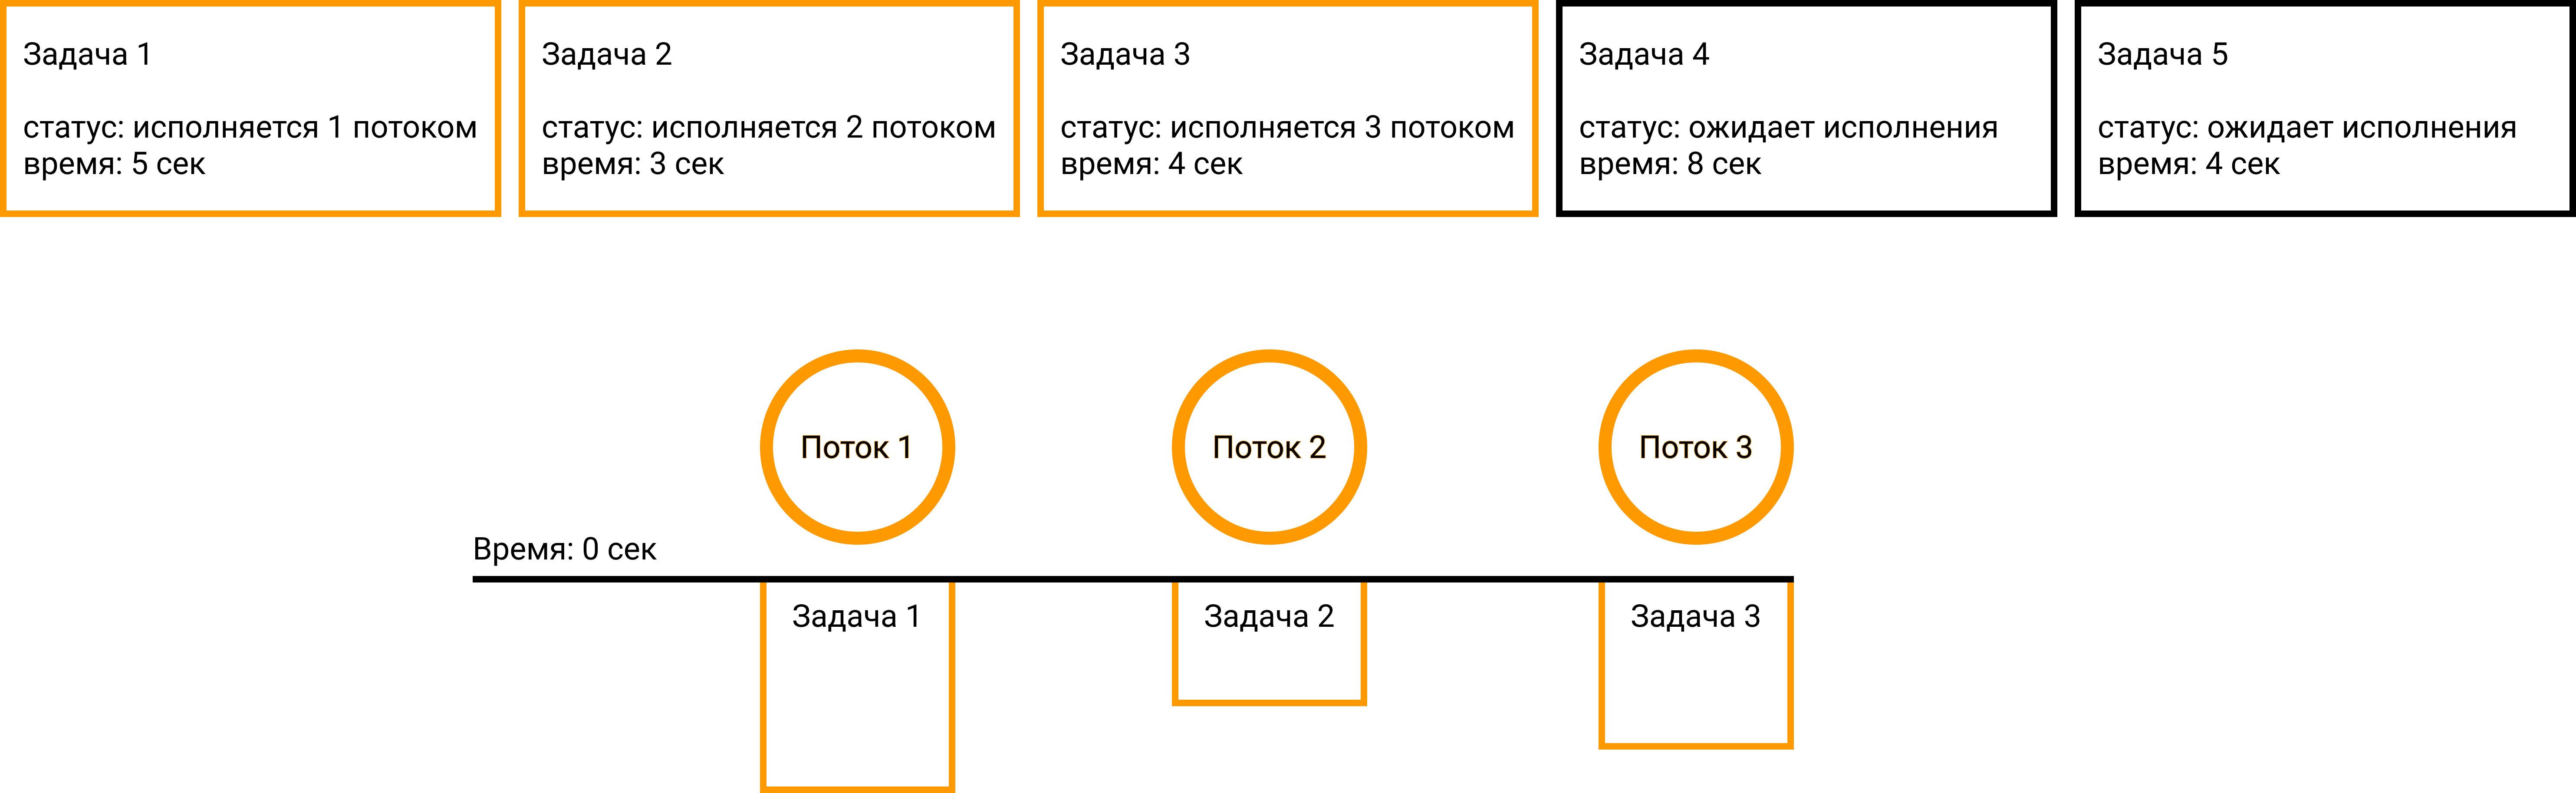 Задача 1
статус: исполняется 1 потоком
время: 5 сек
Задача 2
статус: исполняется 2 потоком
время: 3 сек
Задача 3
статус: исполняется 3 потоком
время: 4 сек
Задача 4
статус: ожидает исполнения
время: 8 сек
Задача 5
статус: ожидает исполнения
время: 4 сек
Поток 1
Поток 2
Поток 3
Время: 0 сек
Задача 1
Задача 2
Задача 3